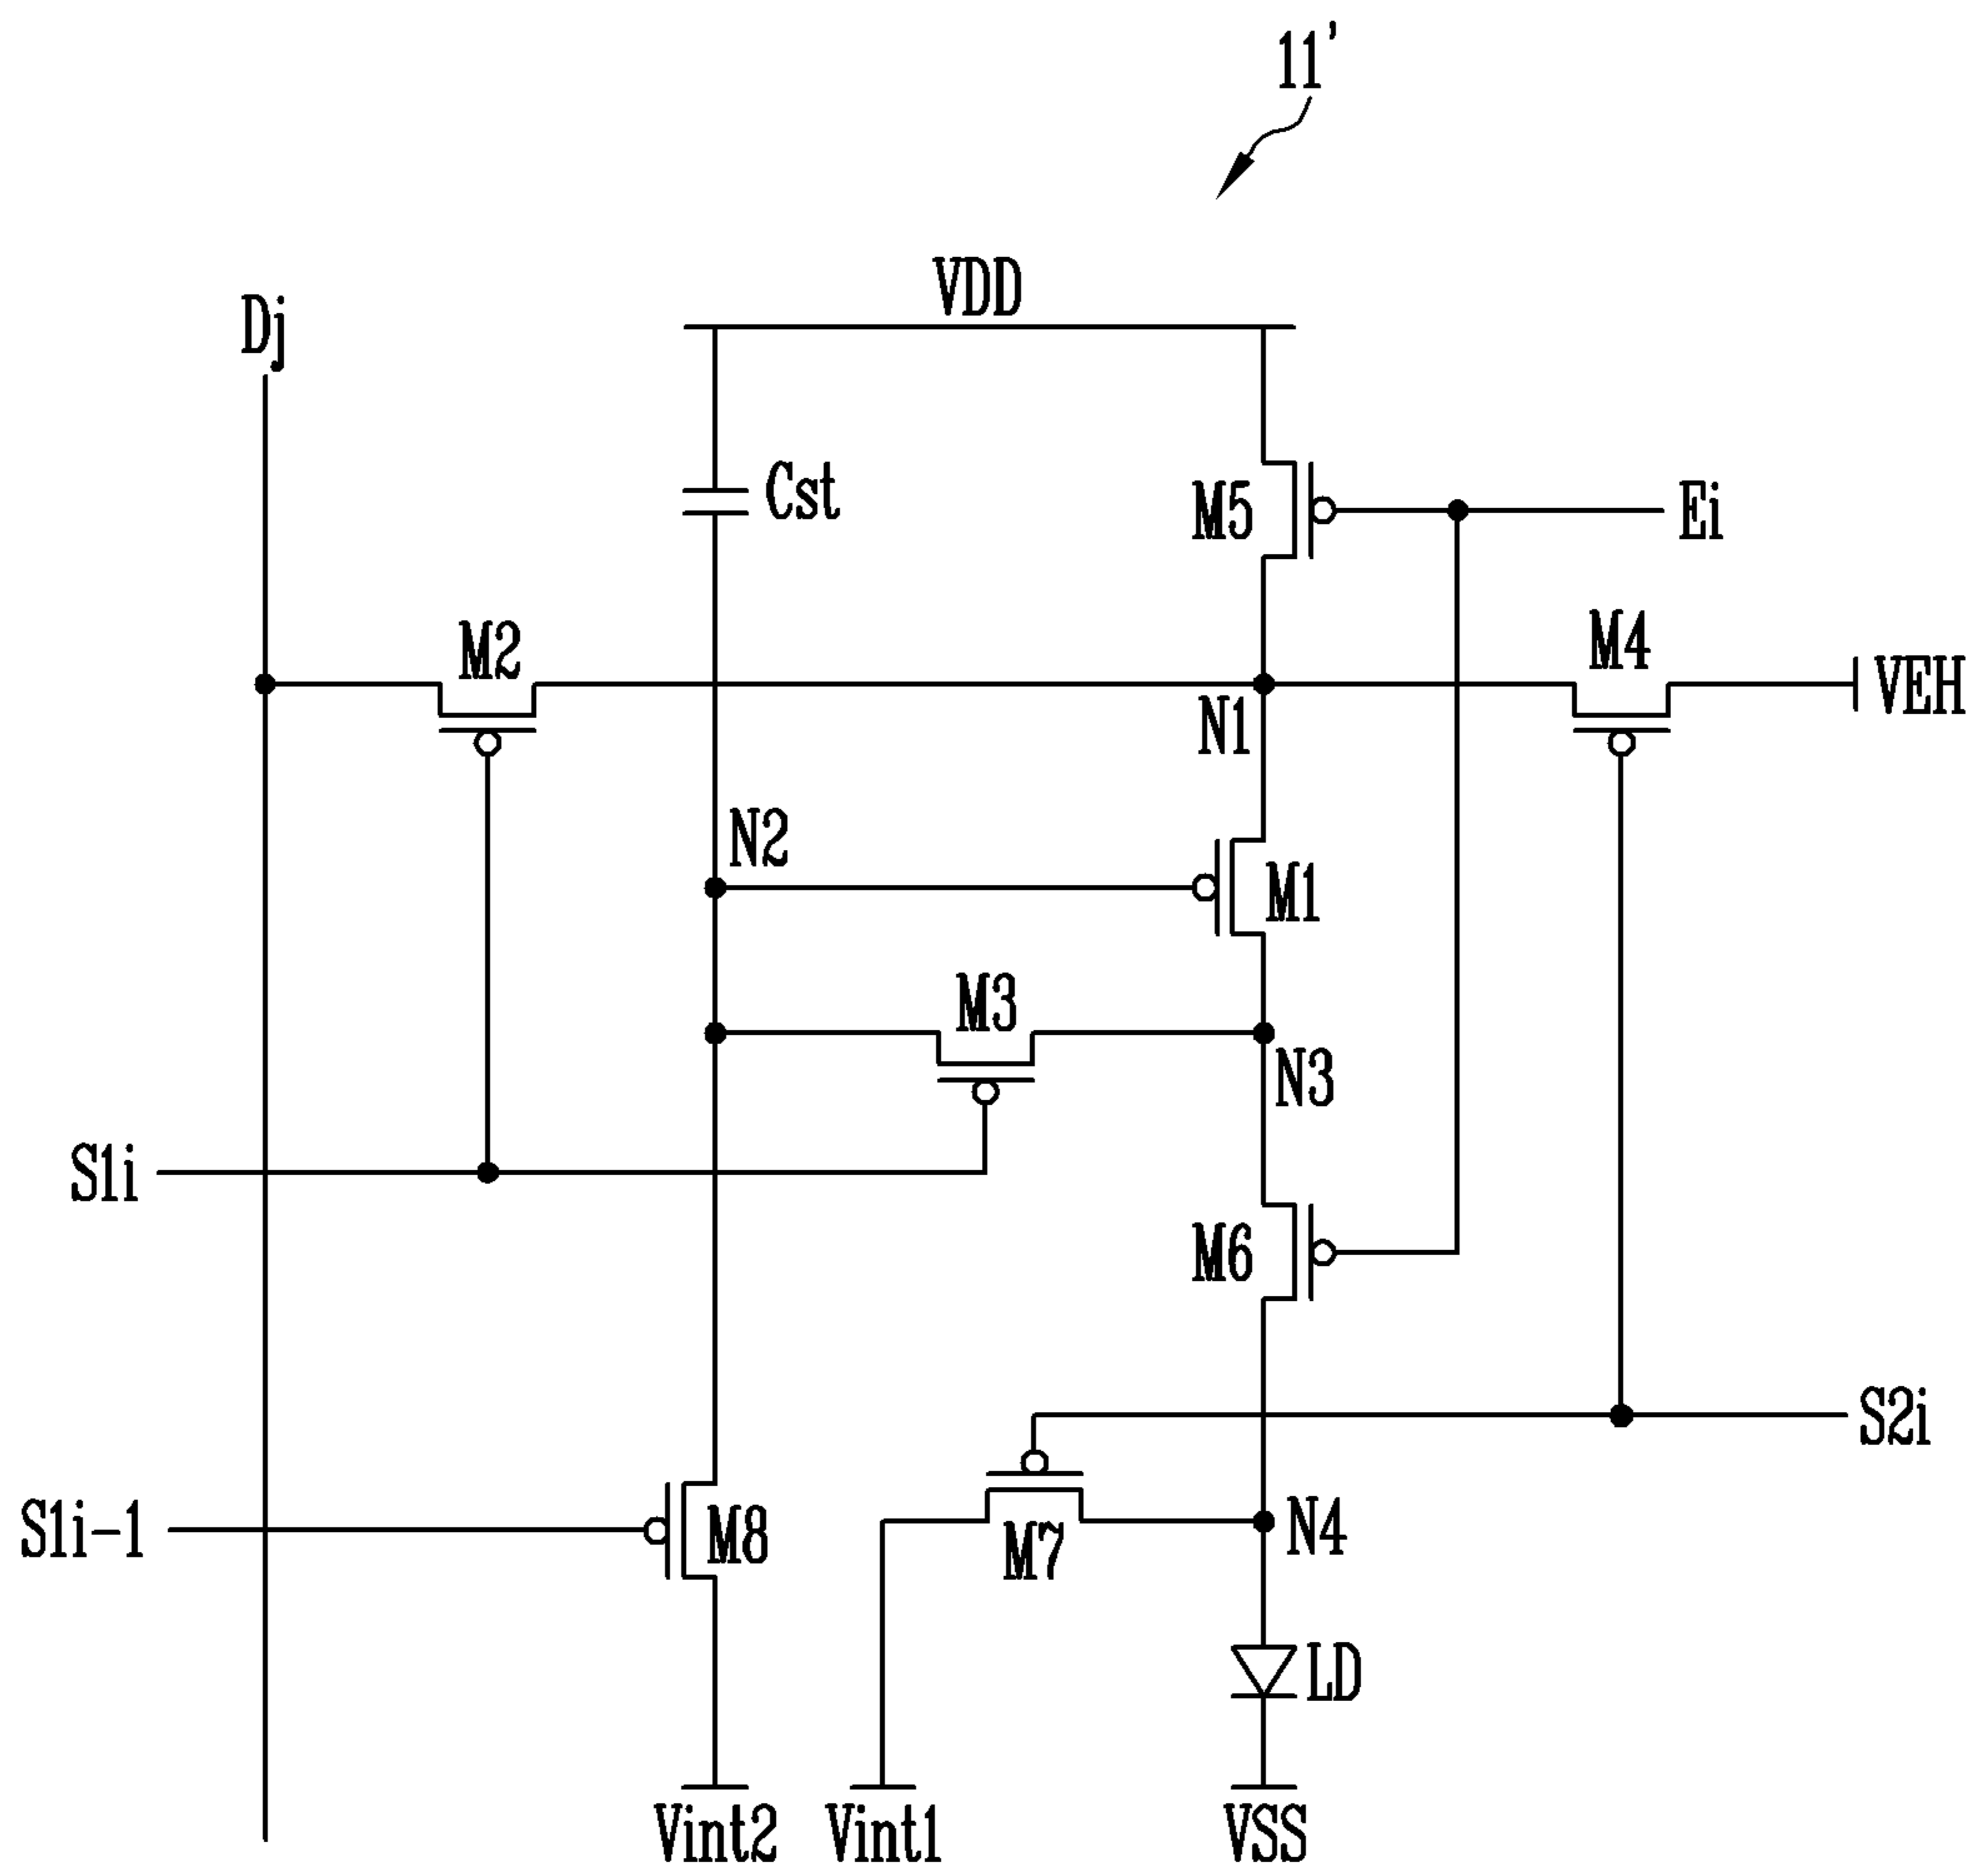 11'
VDD
Dj
Cst
M5
Ei
M2
M4
VEH
N1
N2
M1
M3
N3
S1i
M6
S2i
S1i-1
M8
M7
N4
LD
Vint2
Vint1
VSS